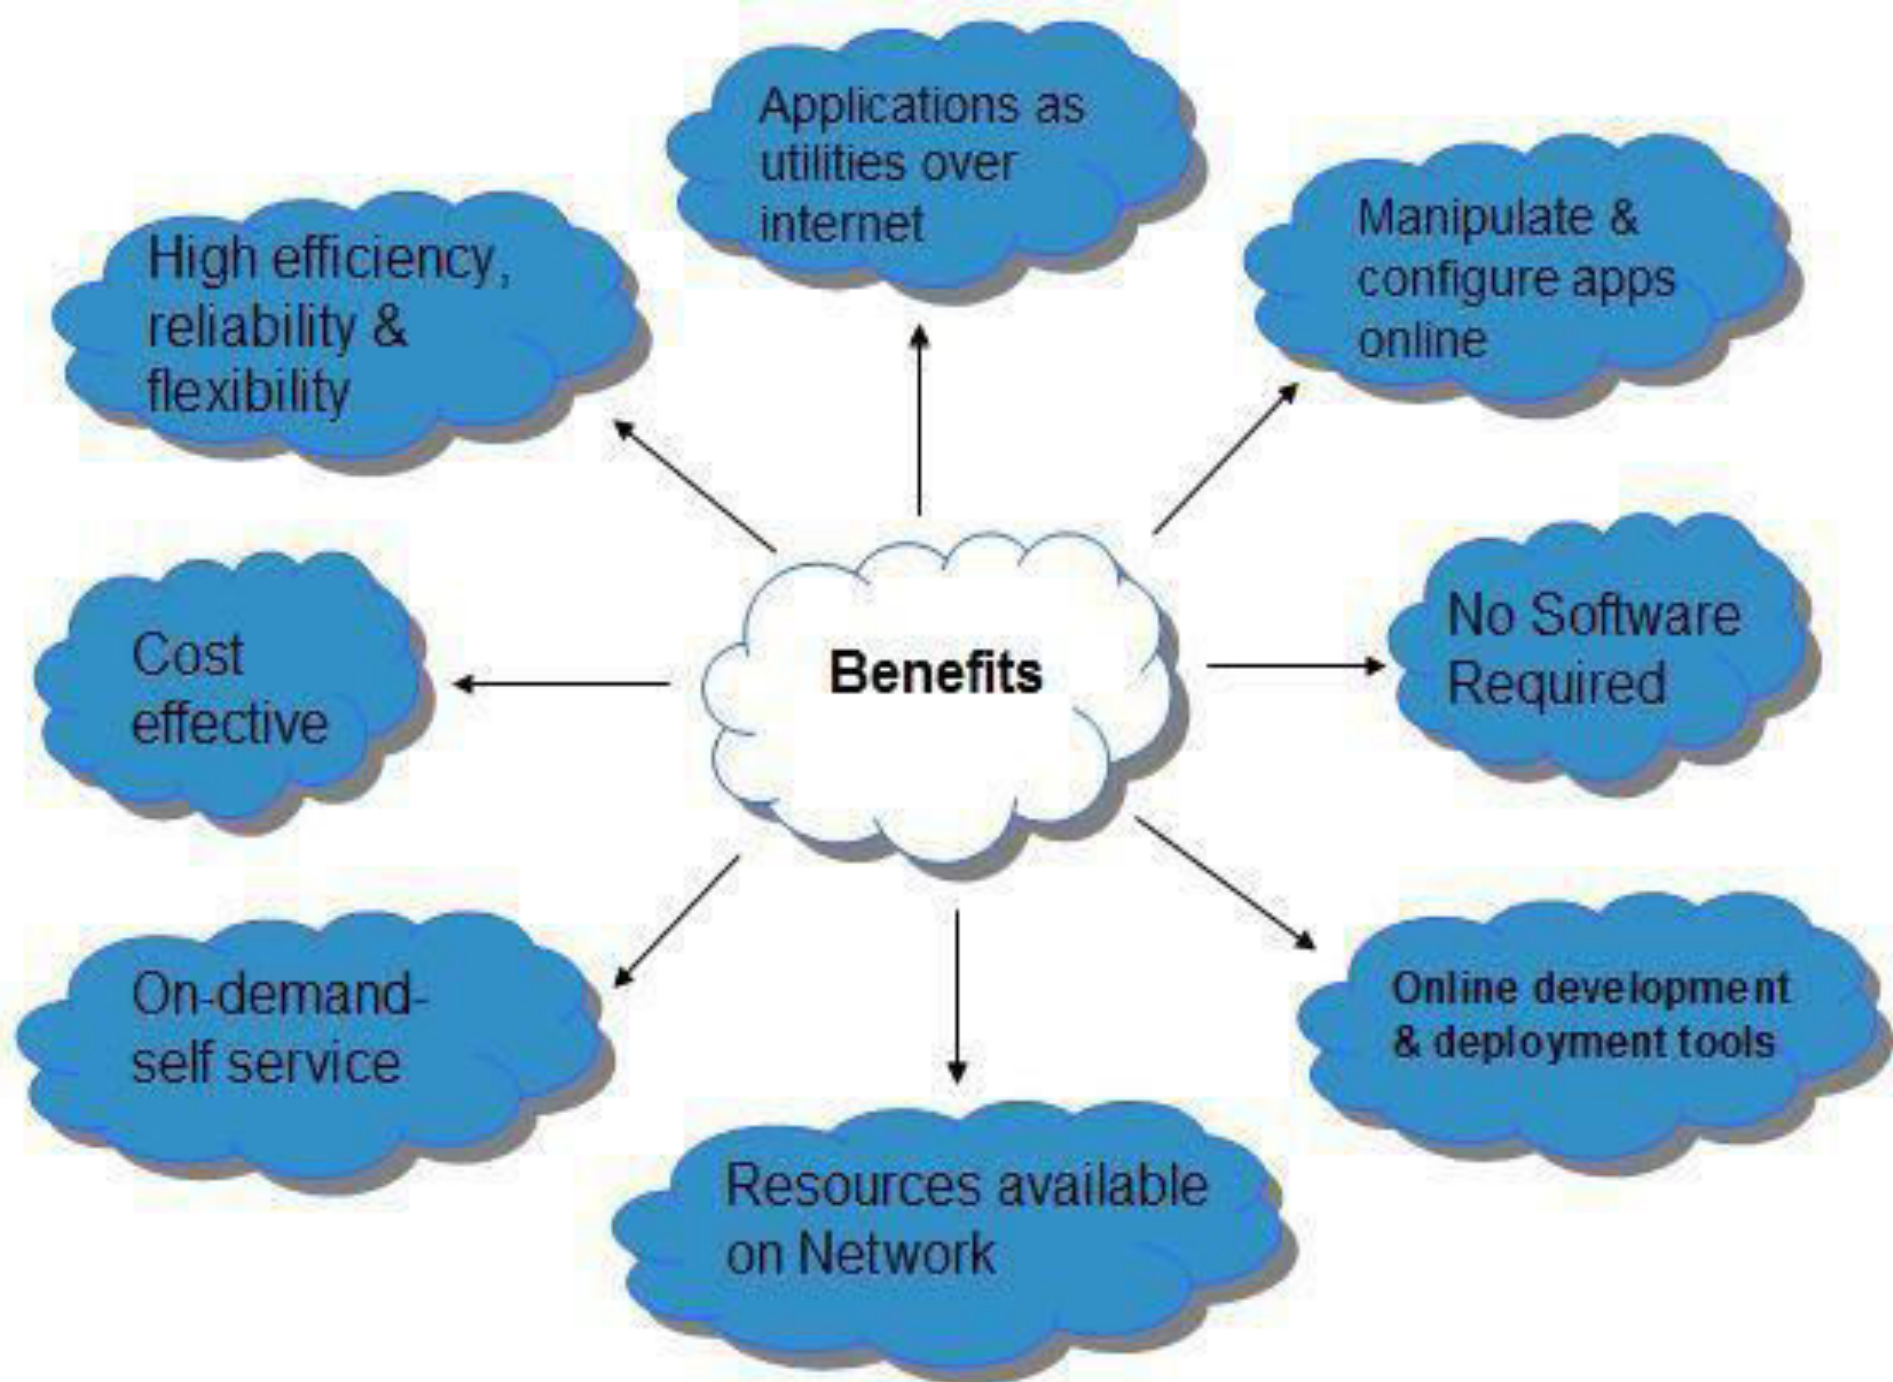 Applications as
utilities over
internet
Manipulate &
configure apps
online
High efficiency,
reliability &
flexibility
No Software
Required
Benefits
Cost
effective
Online development
& deployment tools
On-demand-
self service
Resources available
on Network